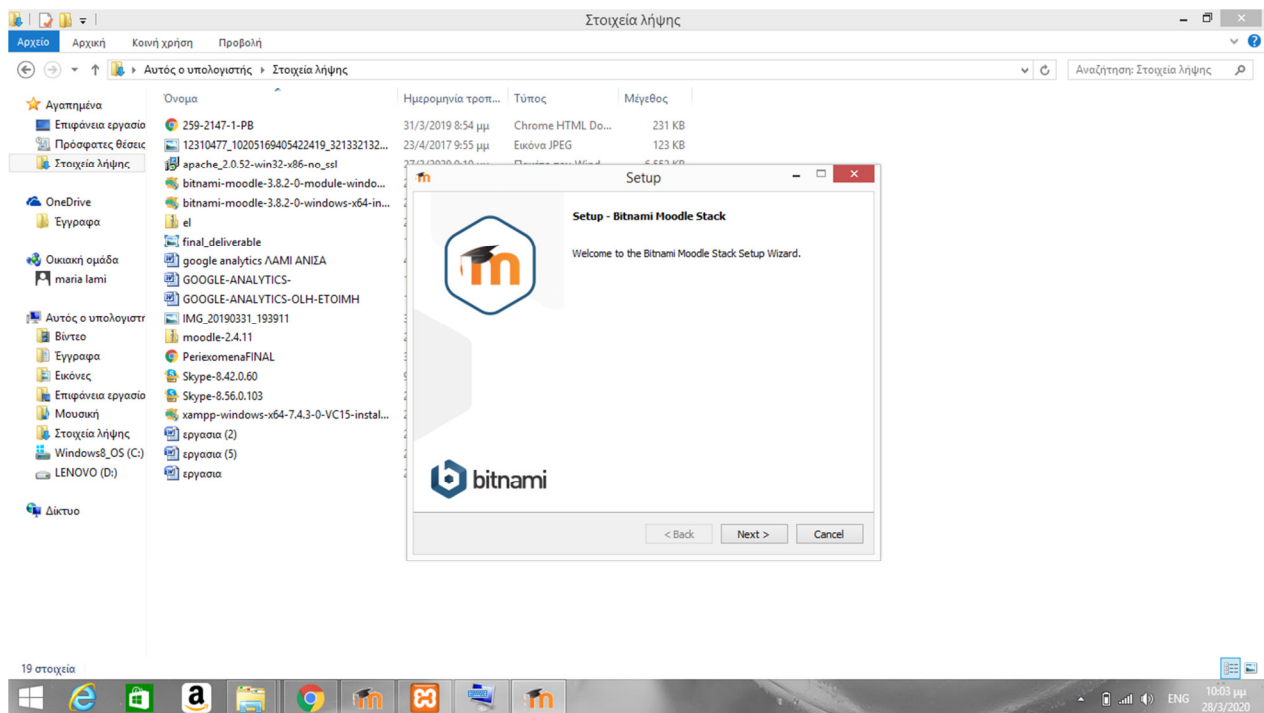 Στοιχεία λήψης
Αρχείο Αρχική Κοινή χρήση Προβολή
Αυτός ο υπολογιστής Στοιχεία λήψης
Αναζήτηση: Στοιχεία λήψης
Όνομα Ημερομηνία τροπ... Τύπος Μέγεθος
Αγαπημένα
Επιφάνεια εργασία
Πρόσφατες θέσεις
Στοιχεία λήψης
OneDrive
Έγγραφα
Οικιακή ομάδα
maria lami
Αυτός ο υπολογιστ
Βίντεο
Έγγραφα
Εικόνες
Επιφάνεια εργασία
Μουσική
Στοιχεία λήψης
Windows8_OS (C:)
LENOVO (D:)
Δίκτυο
259-2147-1-PB 31/3/2019 8:54 μμ Chrome HTML Do... 231 KB
12310477_10205169405422419_321332132... 23/4/2017 9:55 μμ Εικόνα JPEG 123 KB
apache_2.0.52-win32-x86-no_ssl
bitnami-moodle-3.8.2-0-module-windo...
bitnami-moodle-3.8.2-0-windows-x64-in...
el
final_deliverable
google analytics ΛΑΜΙ ΑΝΙΣΑ
GOOGLE-ANALYTICS-
GOOGLE-ANALYTICS-OLH-ETOIMH
IMG_20190331_193911
moodle-2.4.11
PeriexomenaFINAL
Skype-8.42.0.60
Skype-8.56.0.103
xampp-windows-x64-7.4.3-0-VC15-instal...
εργασια (2)
εργασια (5)
εργασια
Setup
Setup - Bitnami Moodle Stack
Welcome to the Bitnami Moodle Stack Setup Wizard.
bitnami
< Back Next > Cancel
19 στοιχεία
ENG 10:03 μμ
28/3/2020